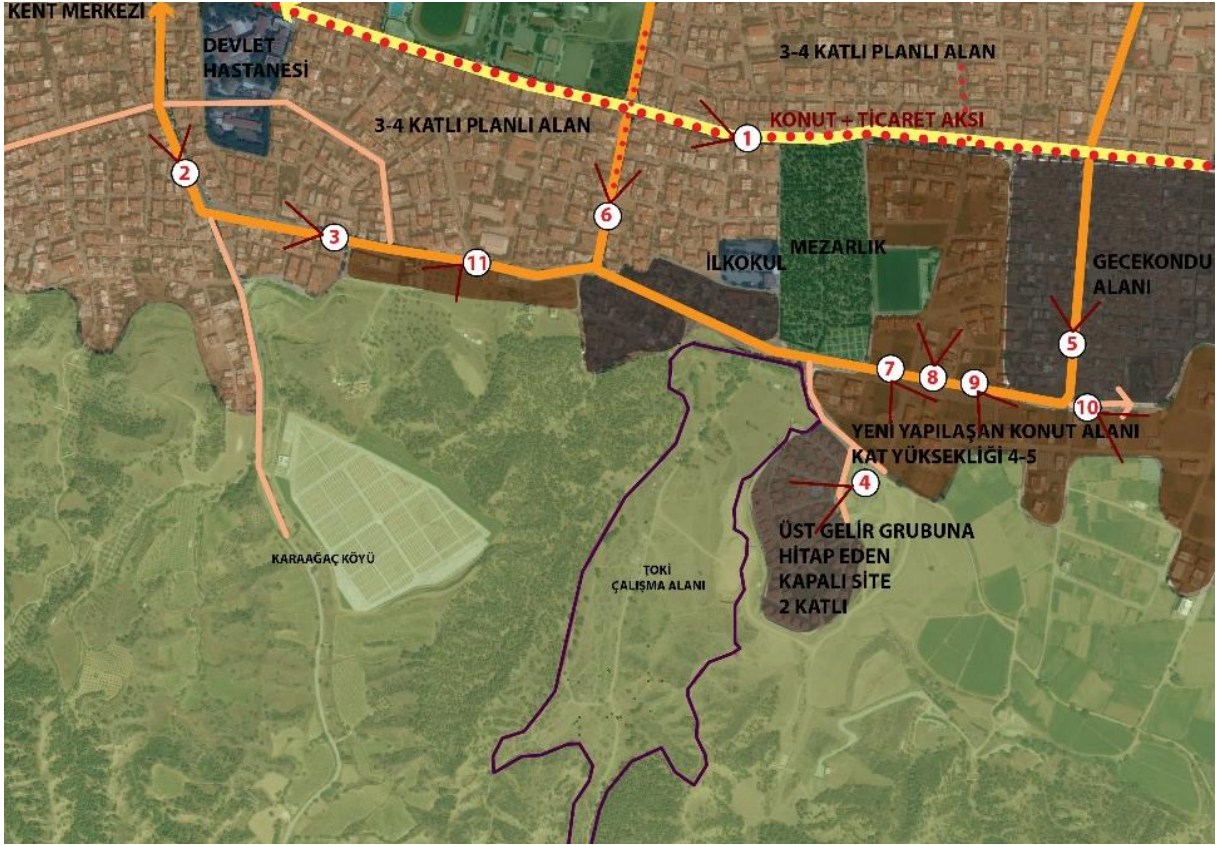 KENT MERKEZİ
DEVLET
HASTANESİ
3-4 KATLI PLANLI ALAN
3-4 KATLI PLANLI ALAN
KONUT + TİCARET AKSI
1
2
3
6
11
İLKOKUL
MEZARLIK
GECEKONDU
ALANI
5
7
8
9
10
YENİ YAPILAŞAN KONUT ALANI
KAT YÜKSEKLİĞİ 4-5
4
ÜST GELİR GRUBUNA
HİTAP EDEN
KAPALI SİTE
2 KATLI
KARAAĞAÇ KÖYÜ
TOKİ
ÇALIŞMA ALANI